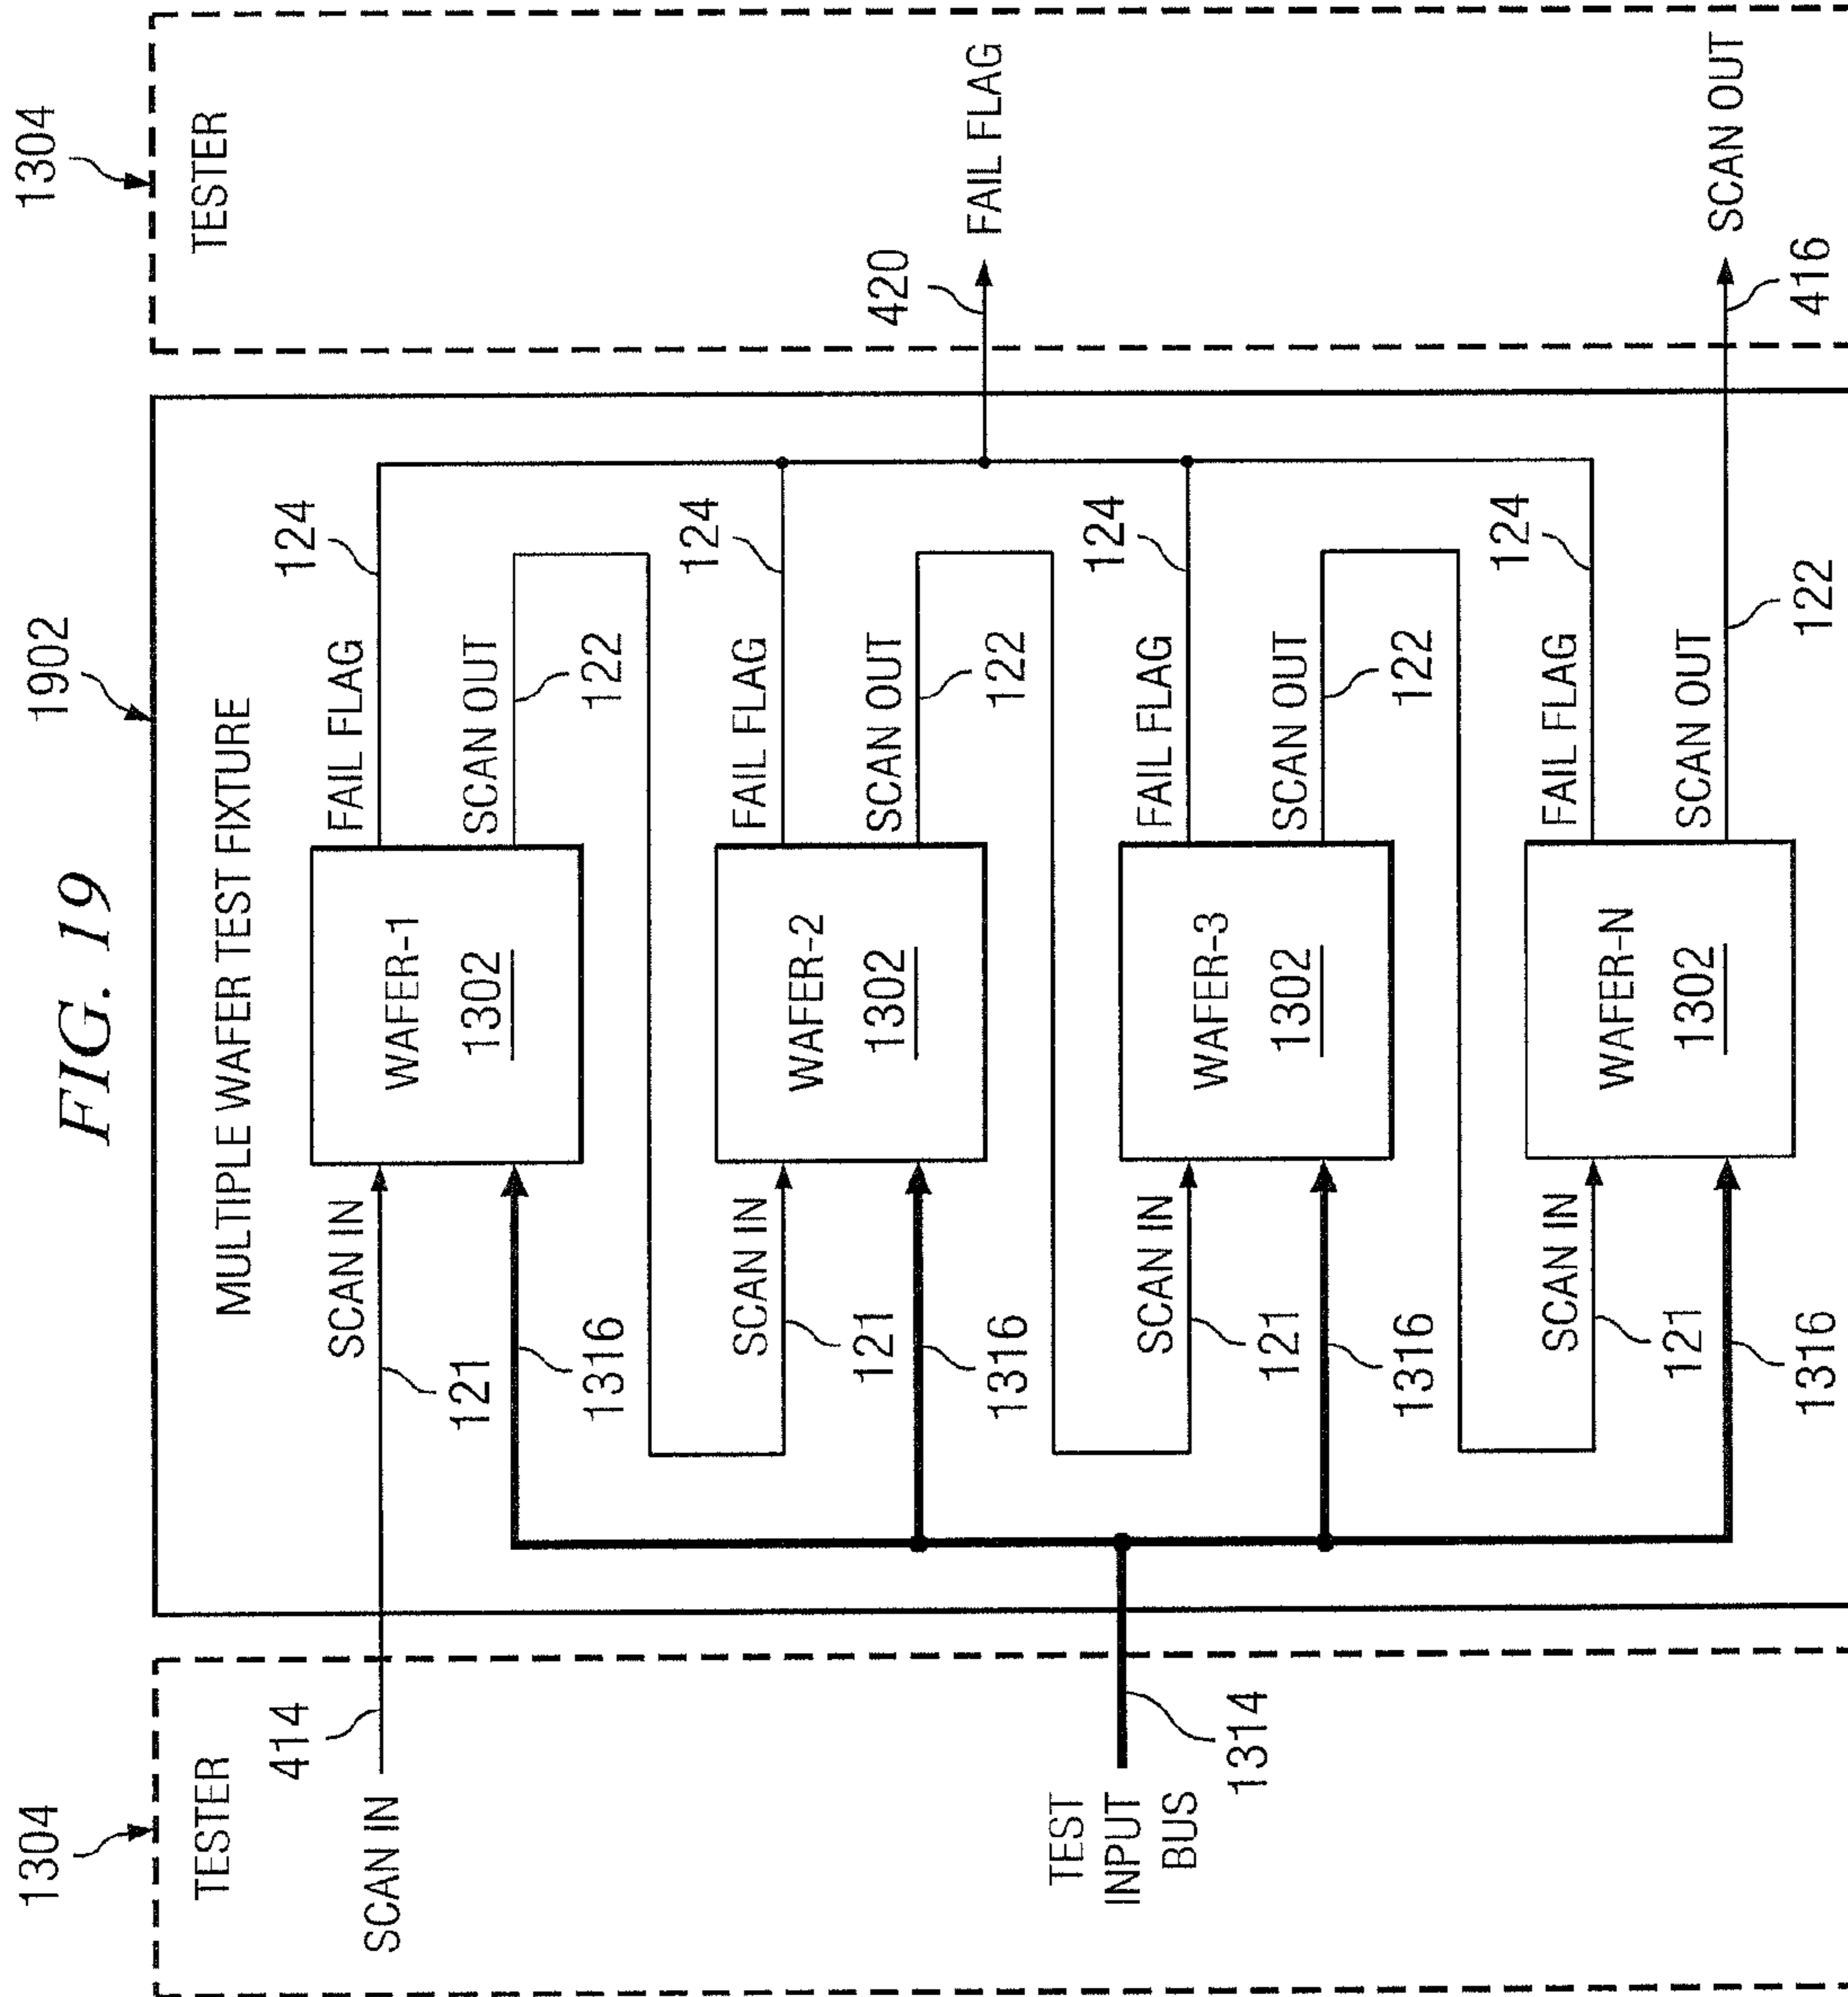 FIG. 19
1304
1902
1304
TESTER
MULTIPLE WAFER TEST FIXTURE
TESTER
414
SCAN IN
121
SCAN IN
WAFER-1
1302
FAIL FLAG
124
SCAN OUT
122
1316
SCAN IN
121
WAFER-2
1302
FAIL FLAG
124
SCAN OUT
122
1316
420
FAIL FLAG
TEST
INPUT
BUS
1314
SCAN IN
121
WAFER-3
1302
FAIL FLAG
124
SCAN OUT
122
1316
SCAN IN
121
WAFER-N
1302
FAIL FLAG
124
SCAN OUT
122
1316
416
SCAN OUT